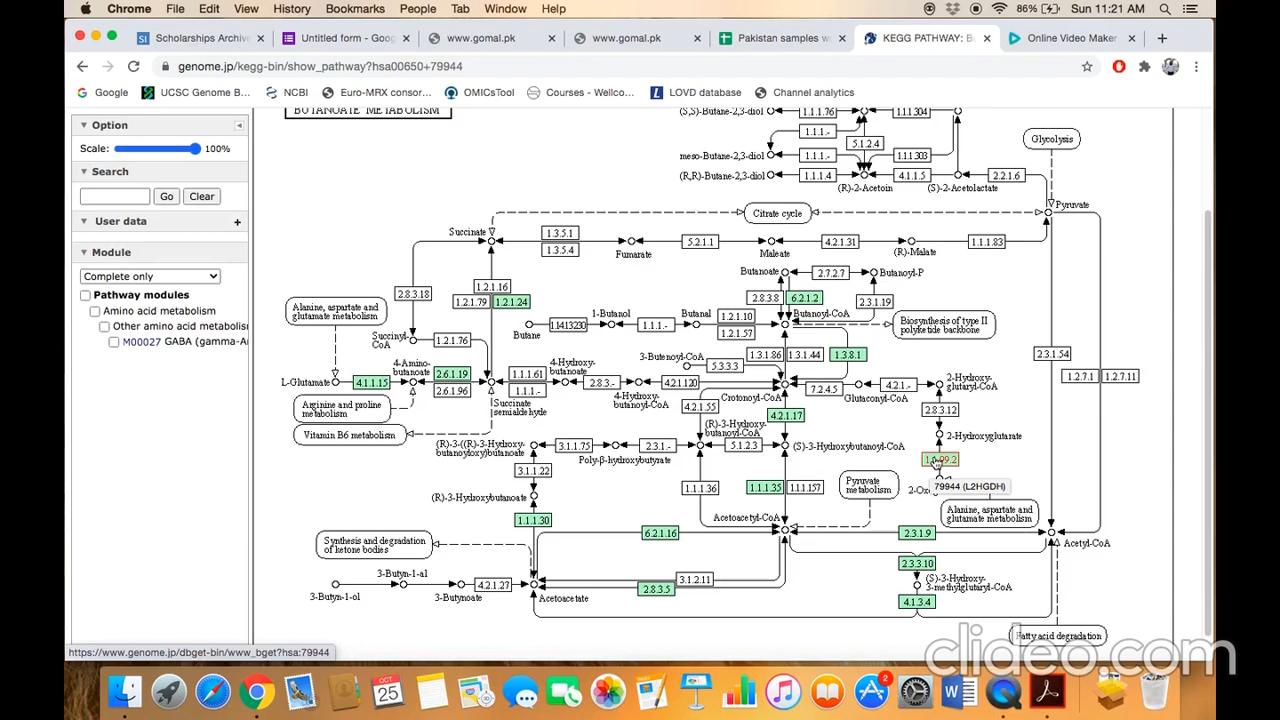 Chrome File Edit View History Bookmarks People Tab Window Help 86% Sun 11:21 AM
Scholarships Archive Untitled form - Goog www.gomal.pk www.gomal.pk Pakistan samples w KEGG PATHWAY: B Online Video Maker
genome.jp/kegg-bin/show_pathway?hsa00650+79944
Google UCSC Genome B... NCBI Euro-MRX consor... OMICsTool Courses - Wellco... LOVD database Channel analytics
Option
Scale: 100%
Search
Go Clear
User data +
Module
Complete only
Pathway modules
Amino acid metabolism
Other amino acid metabolis
M00027 GABA (gamma-A
BUTANOATE METABOLISM
(S,S)-Butane-2,3-diol 1.1.1.76 1.1.1.304
1.1.1.- 5.1.2.4
Glycolysis
meso-Butane-2,3-diol 1.1.1.- 1.1.1.303
(R,R)-Butane-2,3-diol 1.1.1.4 4.1.1.5 2.2.1.6
(R)-2-Acetoin (S)-2-Acetolactate
Pyruvate
Citrate cycle
Succinate 1.3.5.1
1.3.5.4 5.2.1.1 4.2.1.31 1.1.1.83
Fumarate Maleate (R)-Malate
Butanoate 2.7.2.7 Butanoyl-P
1.2.1.16
2.8.3.18 1.2.1.79 1.2.1.24 2.8.3.8 6.2.1.2 2.3.1.19
Alanine, aspartate and
glutamate metabolism
1-Butanol Butanal 1.2.1.10 Butanoyl-CoA
Butane 1.14.13.230 1.1.1.- 1.2.1.57
Biosynthesis of type II
polyketide backbone
Succinyl-
CoA 1.2.1.76
3-Butenoyl-CoA 5.3.3.3 1.3.8.6 1.3.1.44 1.3.8.1 2.3.1.54
4-Amino-
butanoate 2.6.1.19 1.1.1.61 4-Hydroxy-
butanoate
L-Glutamate 4.1.1.15 2.6.1.96 1.1.1.- 2.8.3.- 4.2.1.120 7.2.4.5 4.2.1.- 2-Hydroxy-
glutaryl-CoA 1.2.7.1 1.2.7.11
Crotonoyl-CoA Glutaconyl-CoA
4-Hydroxy-
butanoyl-CoA
Succinate
semialdehyde
Arginine and proline
metabolism
4.2.1.55 4.2.1.17 2.8.3.12
Vitamin B6 metabolism
(R)-3-Hydroxy-
butanoyl-CoA 2-Hydroxyglutarate
(R)-3-((R)-3-Hydroxy-
butanoyloxy)butanoate 3.1.1.75 2.3.1.- 5.1.2.3 (S)-3-Hydroxybutanoyl-CoA
Poly-β-hydroxybutyrate
3.1.1.22
79944 (L2HGDH)
(R)-3-Hydroxybutanoate 1.1.1.36 1.1.1.35 1.1.1.157 Pyruvate
metabolism
Alanine, aspartate and
glutamate metabolism
1.1.1.30 Acetoacetyl-CoA
6.2.1.16 2.3.1.9 Acetyl-CoA
Synthesis and degradation
of ketone bodies
2.3.3.10
3-Butyn-1-al 3.1.2.11 (S)-3-Hydroxy-
3-methylglutaryl-CoA
4.2.1.27 2.8.3.5
3-Butyn-1-ol 3-Butynoate Acetoacetate 4.1.3.4
Fatty acid degradation
https://www.genome.jp/dbget-bin/www_bget?hsa:79944
clideo.com
OCT
25
2